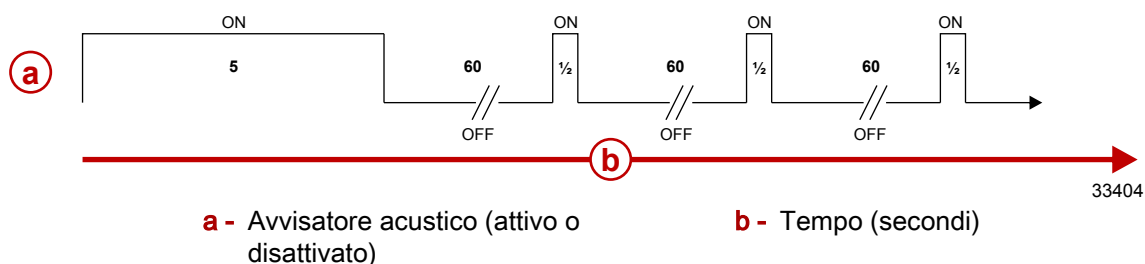 ON ON ON ON
a 5 60 ½ 60 ½ 60 ½
OFF OFF OFF
b
33404
a - Avvisatore acustico (attivo o disattivato)
b - Tempo (secondi)